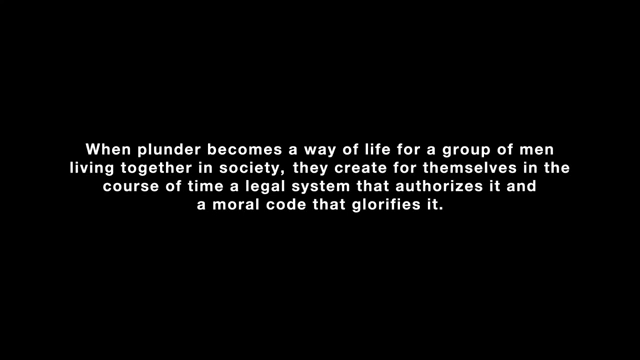 When plunder becomes a way of life for a group of men
living together in society, they create for themselves in the
course of time a legal system that authorizes it and
a moral code that glorifies it.